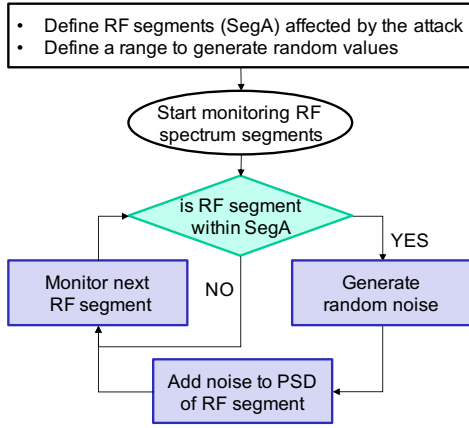 • Define RF segments (SegA) affected by the attack
• Define a range to generate random values
Start monitoring RF
spectrum segments
is RF segment
within SegA
YES
NO
Monitor next
RF segment
Generate
random noise
Add noise to PSD
of RF segment